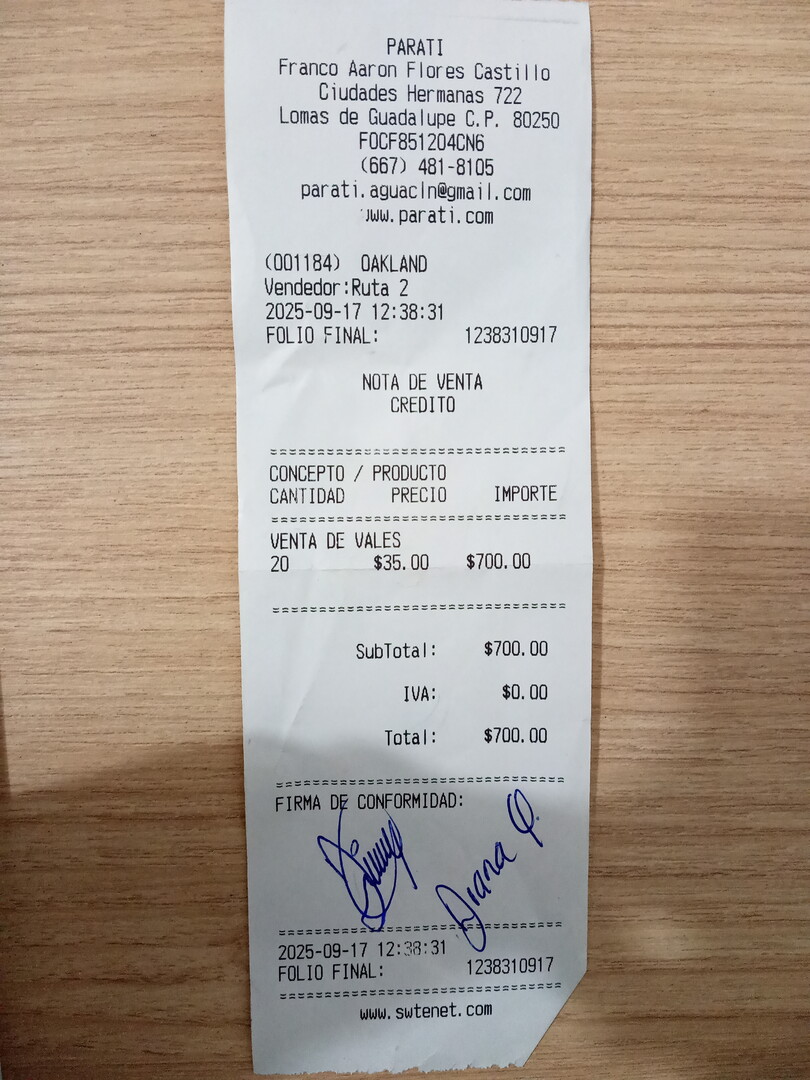 PARATI
Franco Aaron Flores Castillo
Ciudades Hermanas 722
Lomas de Guadalupe C.P. 80250
FOCF851204CN6
(667) 481-8105
parati.aguacln@gmail.com
www.parati.com
(001184) OAKLAND
Vendedor:Ruta 2
2025-09-17 12:38:31
FOLIO FINAL: 1238310917
NOTA DE VENTA
CREDITO
CONCEPTO / PRODUCTO
CANTIDAD PRECIO IMPORTE
VENTA DE VALES
20 $35.00 $700.00
SubTotal: $700.00
IVA: $0.00
Total: $700.00
FIRMA DE CONFORMIDAD:
Diana Q.
2025-09-17 12:38:31
FOLIO FINAL: 1238310917
www.swtenet.com